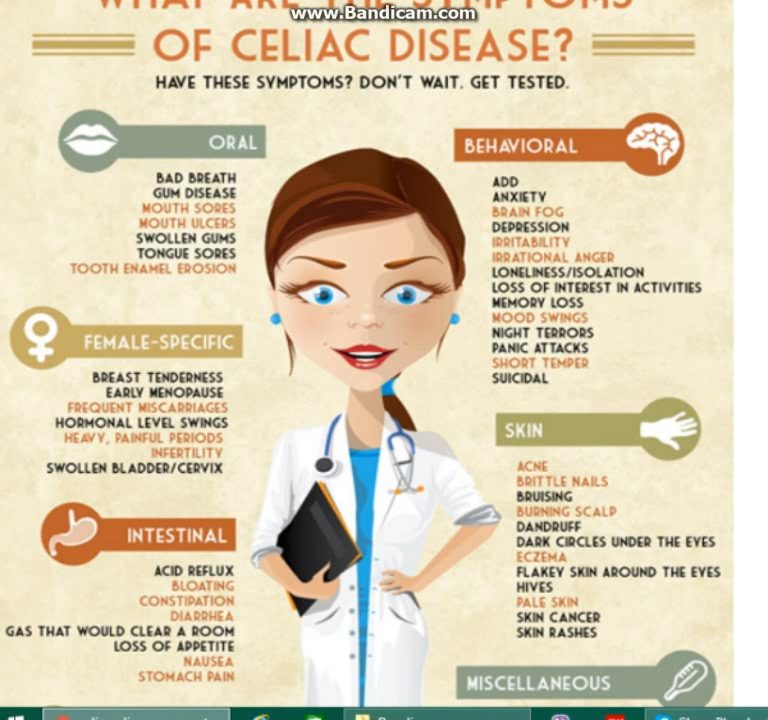 www.Bandicam.com
WHAT ARE THE SYMPTOMS
OF CELIAC DISEASE?
HAVE THESE SYMPTOMS? DON'T WAIT. GET TESTED.
ORAL
BAD BREATH
GUM DISEASE
MOUTH SORES
MOUTH ULCERS
SWOLLEN GUMS
TONGUE SORES
TOOTH ENAMEL EROSION
FEMALE-SPECIFIC
BREAST TENDERNESS
EARLY MENOPAUSE
FREQUENT MISCARRIAGES
HORMONAL LEVEL SWINGS
HEAVY, PAINFUL PERIODS
INFERTILITY
SWOLLEN BLADDER/CERVIX
INTESTINAL
ACID REFLUX
BLOATING
CONSTIPATION
DIARRHEA
GAS THAT WOULD CLEAR A ROOM
LOSS OF APPETITE
NAUSEA
STOMACH PAIN
BEHAVIORAL
ADD
ANXIETY
BRAIN FOG
DEPRESSION
IRRITABILITY
IRRATIONAL ANGER
LONELINESS/ISOLATION
LOSS OF INTEREST IN ACTIVITIES
MEMORY LOSS
MOOD SWINGS
NIGHT TERRORS
PANIC ATTACKS
SHORT TEMPER
SUICIDAL
SKIN
ACNE
BRITTLE NAILS
BRUISING
BURNING SCALP
DANDRUFF
DARK CIRCLES UNDER THE EYES
ECZEMA
FLAKEY SKIN AROUND THE EYES
HIVES
PALE SKIN
SKIN CANCER
SKIN RASHES
MISCELLANEOUS